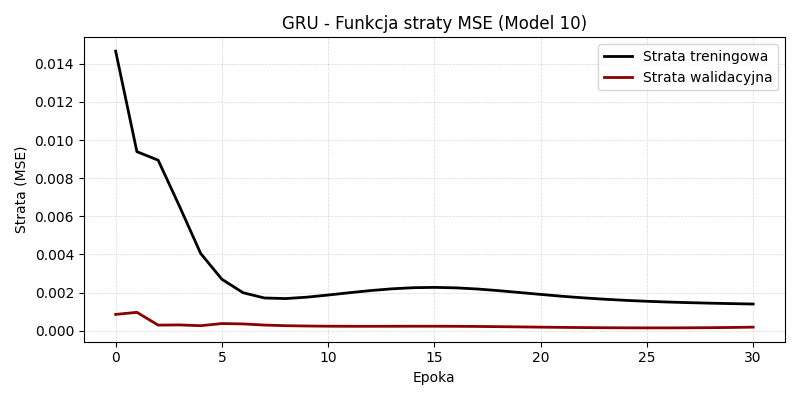 GRU - Funkcja straty MSE (Model 10)
Strata treningowa
Strata walidacyjna
Strata (MSE)
0.014
0.012
0.010
0.008
0.006
0.004
0.002
0.000
0 5 10 15 20 25 30
Epoka